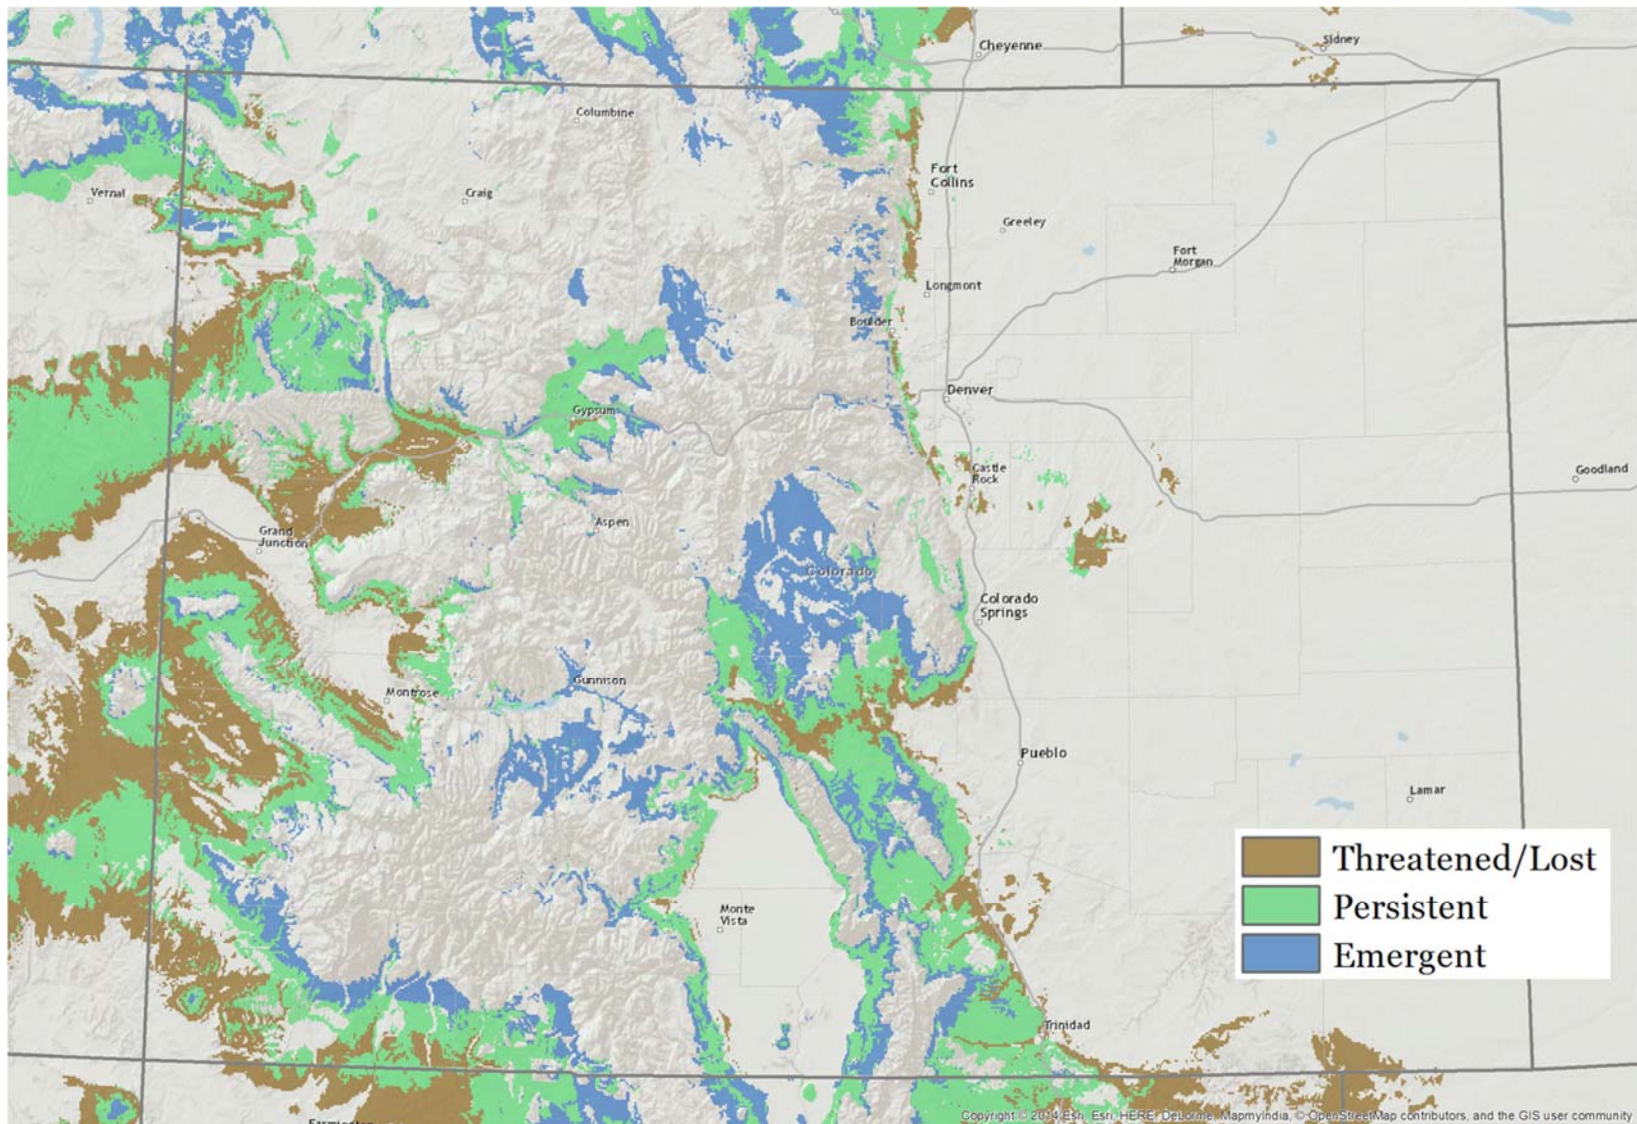 Cheyenne
Sidney
Columbine
Fort
Collins
Vernal
Craig
Greeley
Fort
Morgan
Longmont
Boulder
Denver
Gypsum
Castle
Rock
Goodland
Aspen
Grand
Junction
Colorado
Colorado
Springs
Gunnison
Montrose
Pueblo
Lamar
Threatened/Lost
Persistent
Emergent
Monte
Vista
Trinidad
Copyright © 2014 Esri, Esri, HERE, DeLorme, MapmyIndia, © OpenStreetMap contributors, and the GIS user community